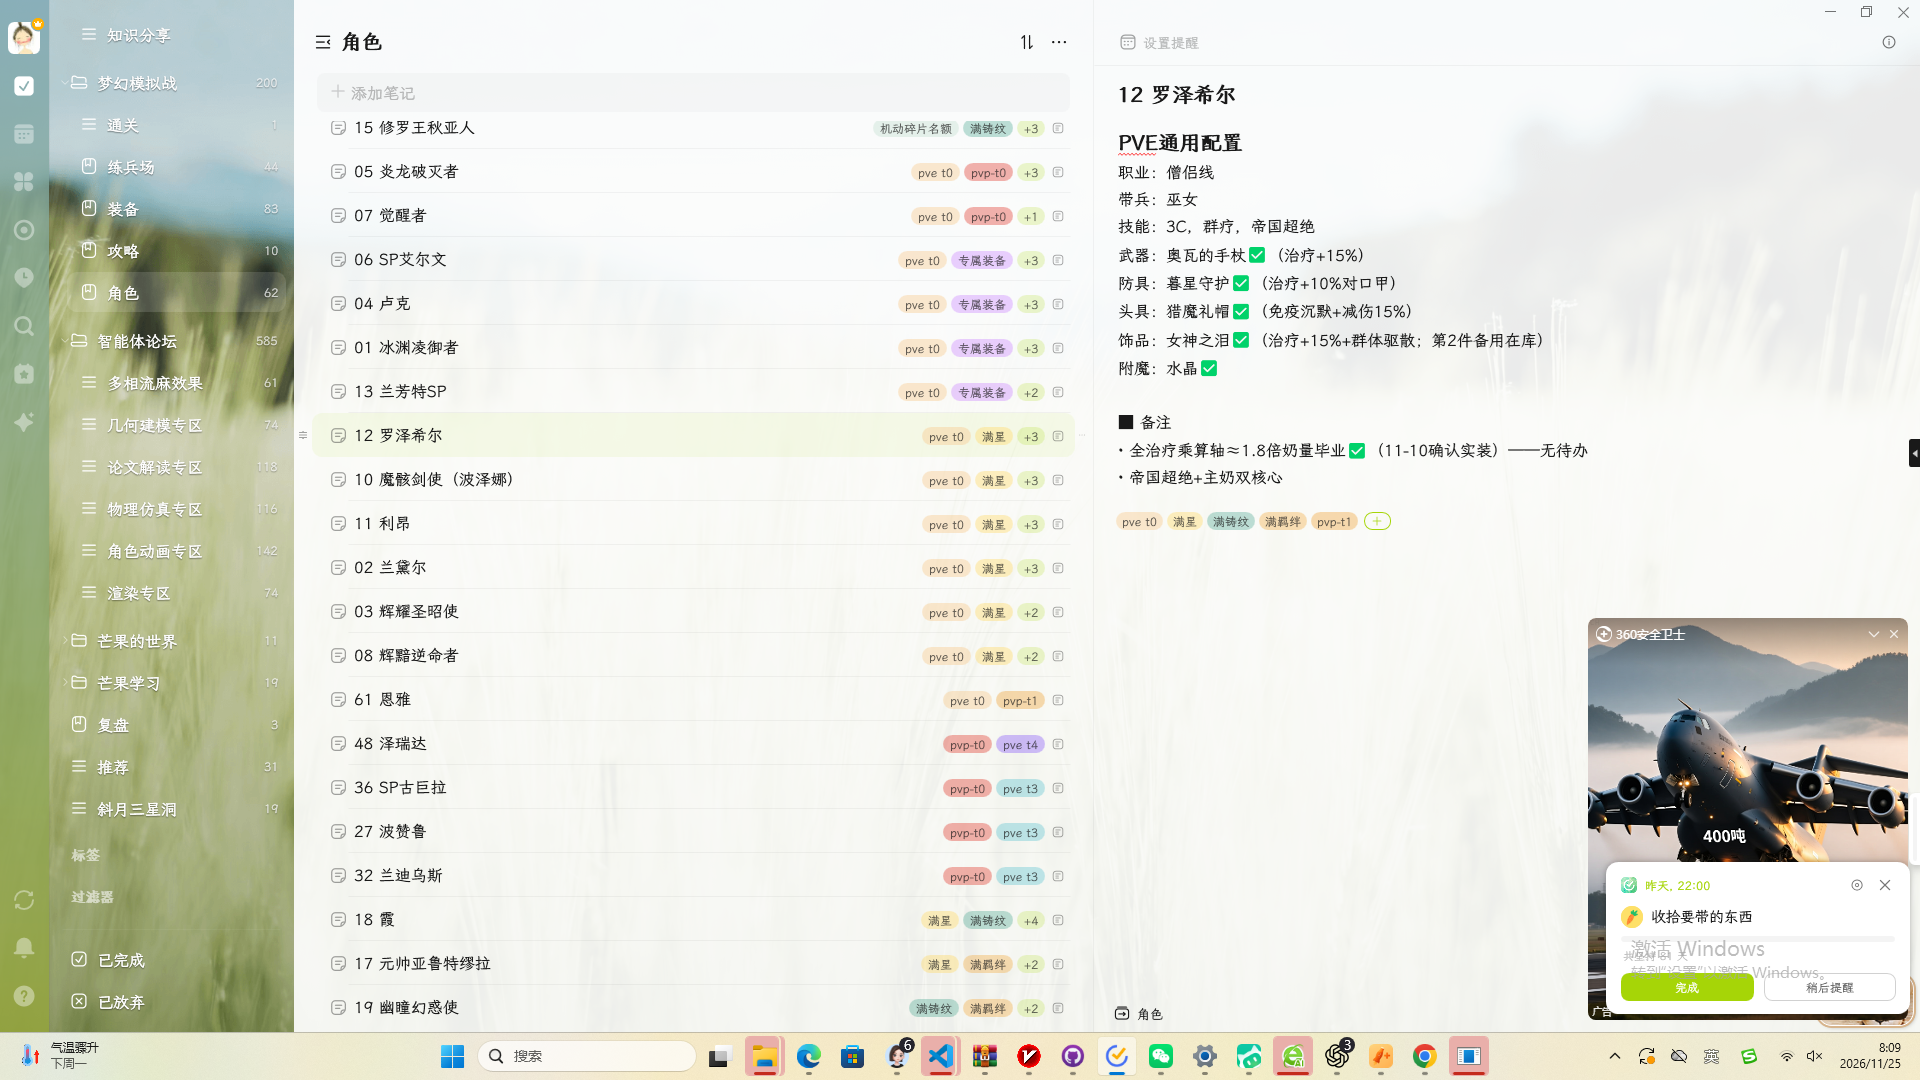 知识分享
梦幻模拟战 200
通关 1
练兵场 44
装备 83
攻略 10
角色 62
智能体论坛 585
多相流麻效果 61
几何建模专区 74
论文解读专区 118
物理仿真专区 116
角色动画专区 142
渲染专区 74
芒果的世界 11
芒果学习 19
复盘 3
推荐 31
斜月三星洞 19
标签
过滤器
已完成
已放弃
角色
添加笔记
15 修罗王秋亚人 机动碎片名额 满铸纹 +3
05 炎龙破灭者 pve t0 pvp-t0 +3
07 觉醒者 pve t0 pvp-t0 +1
06 SP艾尔文 pve t0 专属装备 +3
04 卢克 pve t0 专属装备 +3
01 冰渊凌御者 pve t0 专属装备 +3
13 兰芳特SP pve t0 专属装备 +2
12 罗泽希尔 pve t0 满星 +3
10 魔骸剑使（波泽娜） pve t0 满星 +3
11 利昂 pve t0 满星 +3
02 兰黛尔 pve t0 满星 +3
03 辉耀圣昭使 pve t0 满星 +2
08 辉黯逆命者 pve t0 满星 +2
61 恩雅 pve t0 pvp-t1
48 泽瑞达 pvp-t0 pve t4
36 SP古巨拉 pvp-t0 pve t3
27 波赞鲁 pvp-t0 pve t3
32 兰迪乌斯 pvp-t0 pve t3
18 霞 满星 满铸纹 +4
17 元帅亚鲁特缪拉 满星 满羁绊 +2
19 幽瞳幻惑使 满铸纹 满羁绊 +2
设置提醒
12 罗泽希尔
PVE通用配置
职业：僧侣线
带兵：巫女
技能：3C，群疗，帝国超绝
武器：奥瓦的手杖✅（治疗+15%）
防具：暮星守护✅（治疗+10%对口甲）
头具：猎魔礼帽✅（免疫沉默+减伤15%）
饰品：女神之泪✅（治疗+15%+群体驱散；第2件备用在库）
附魔：水晶✅
■ 备注
· 全治疗乘算轴≈1.8倍奶量毕业✅（11-10确认实装）——无待办
· 帝国超绝+主奶双核心
pve t0 满星 满铸纹 满羁绊 pvp-t1
角色
360安全卫士
400吨
广告
昨天, 22:00
收拾要带的东西
激活 Windows
转到"设置"以激活 Windows。
完成 稍后提醒
气温骤升
下周一
搜索
6
3
英
8:09
2026/11/25